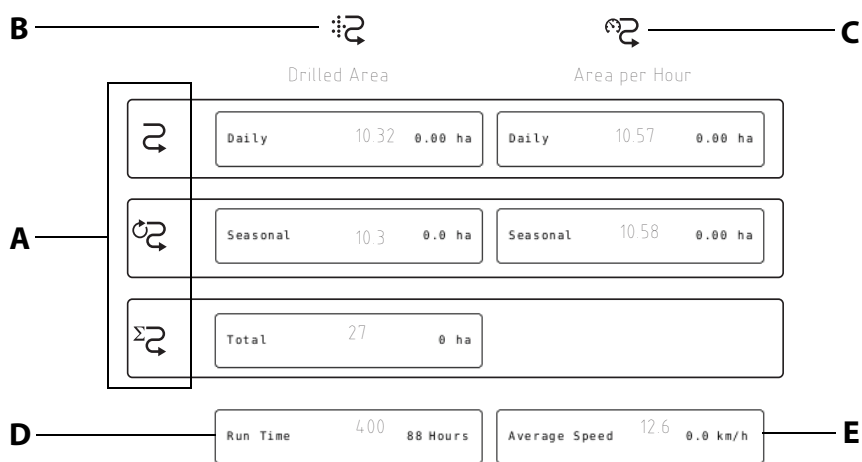 B
C
Drilled Area Area per Hour
Daily 10.32 0.00 ha Daily 10.57 0.00 ha
A
Seasonal 10.3 0.0 ha Seasonal 10.58 0.00 ha
Σ
Total 27 0 ha
D
Run Time 400 88 Hours Average Speed 12.6 0.0 km/h
E